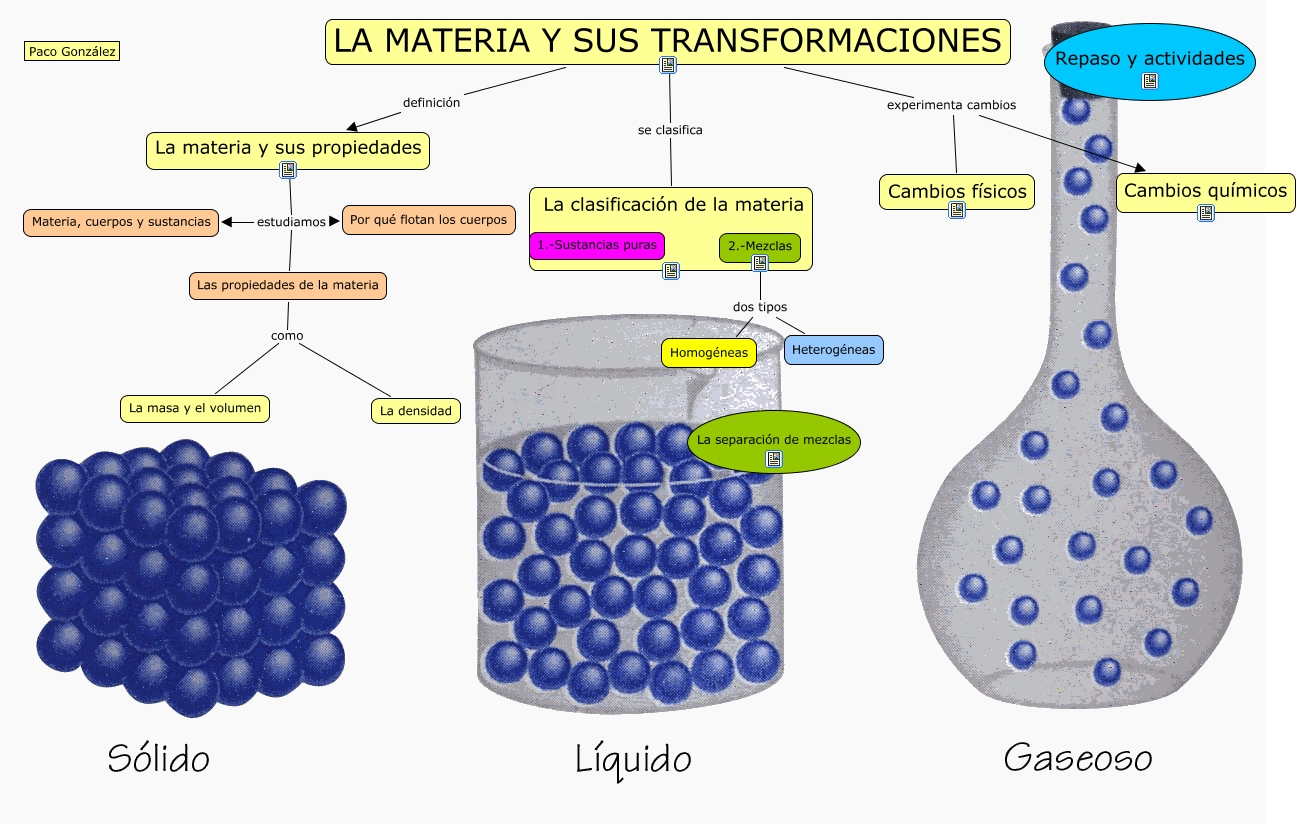 Paco González
LA MATERIA Y SUS TRANSFORMACIONES
Repaso y actividades
definición
se clasifica
experimenta cambios
La materia y sus propiedades
Cambios físicos
Cambios químicos
La clasificación de la materia
1.-Sustancias puras
2.-Mezclas
Materia, cuerpos y sustancias
estudiamos
Por qué flotan los cuerpos
Las propiedades de la materia
dos tipos
como
Homogéneas
Heterogéneas
La masa y el volumen
La densidad
La separación de mezclas
Sólido
Líquido
Gaseoso